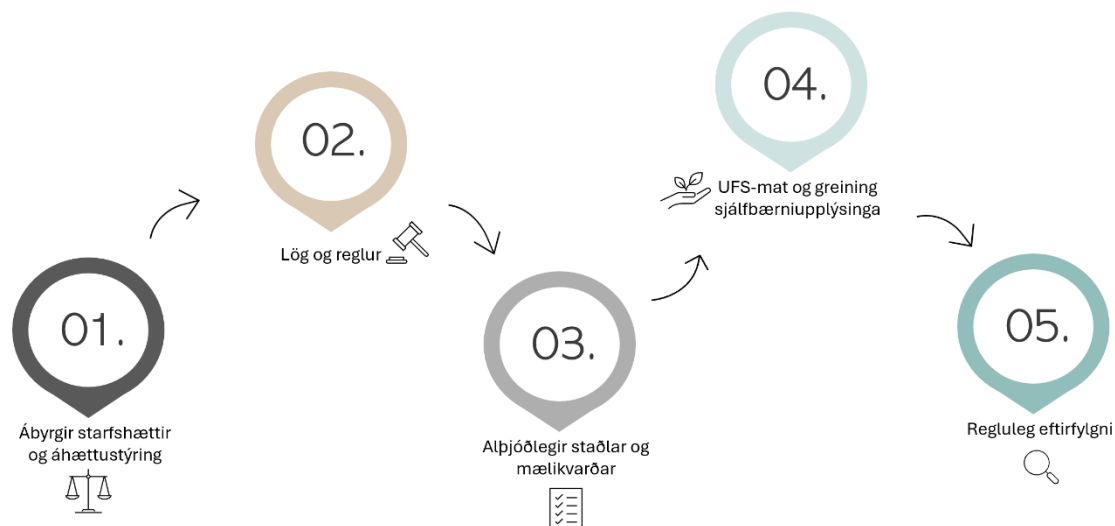 01.
Ábyrgir starfshættir
og áhættustýring
02.
Lög og reglur
03.
Alþjóðlegir staðlar og
mælikvarðar
04.
UFS-mat og greining
sjálfbærniupplýsinga
05.
Regluleg eftirfylgni